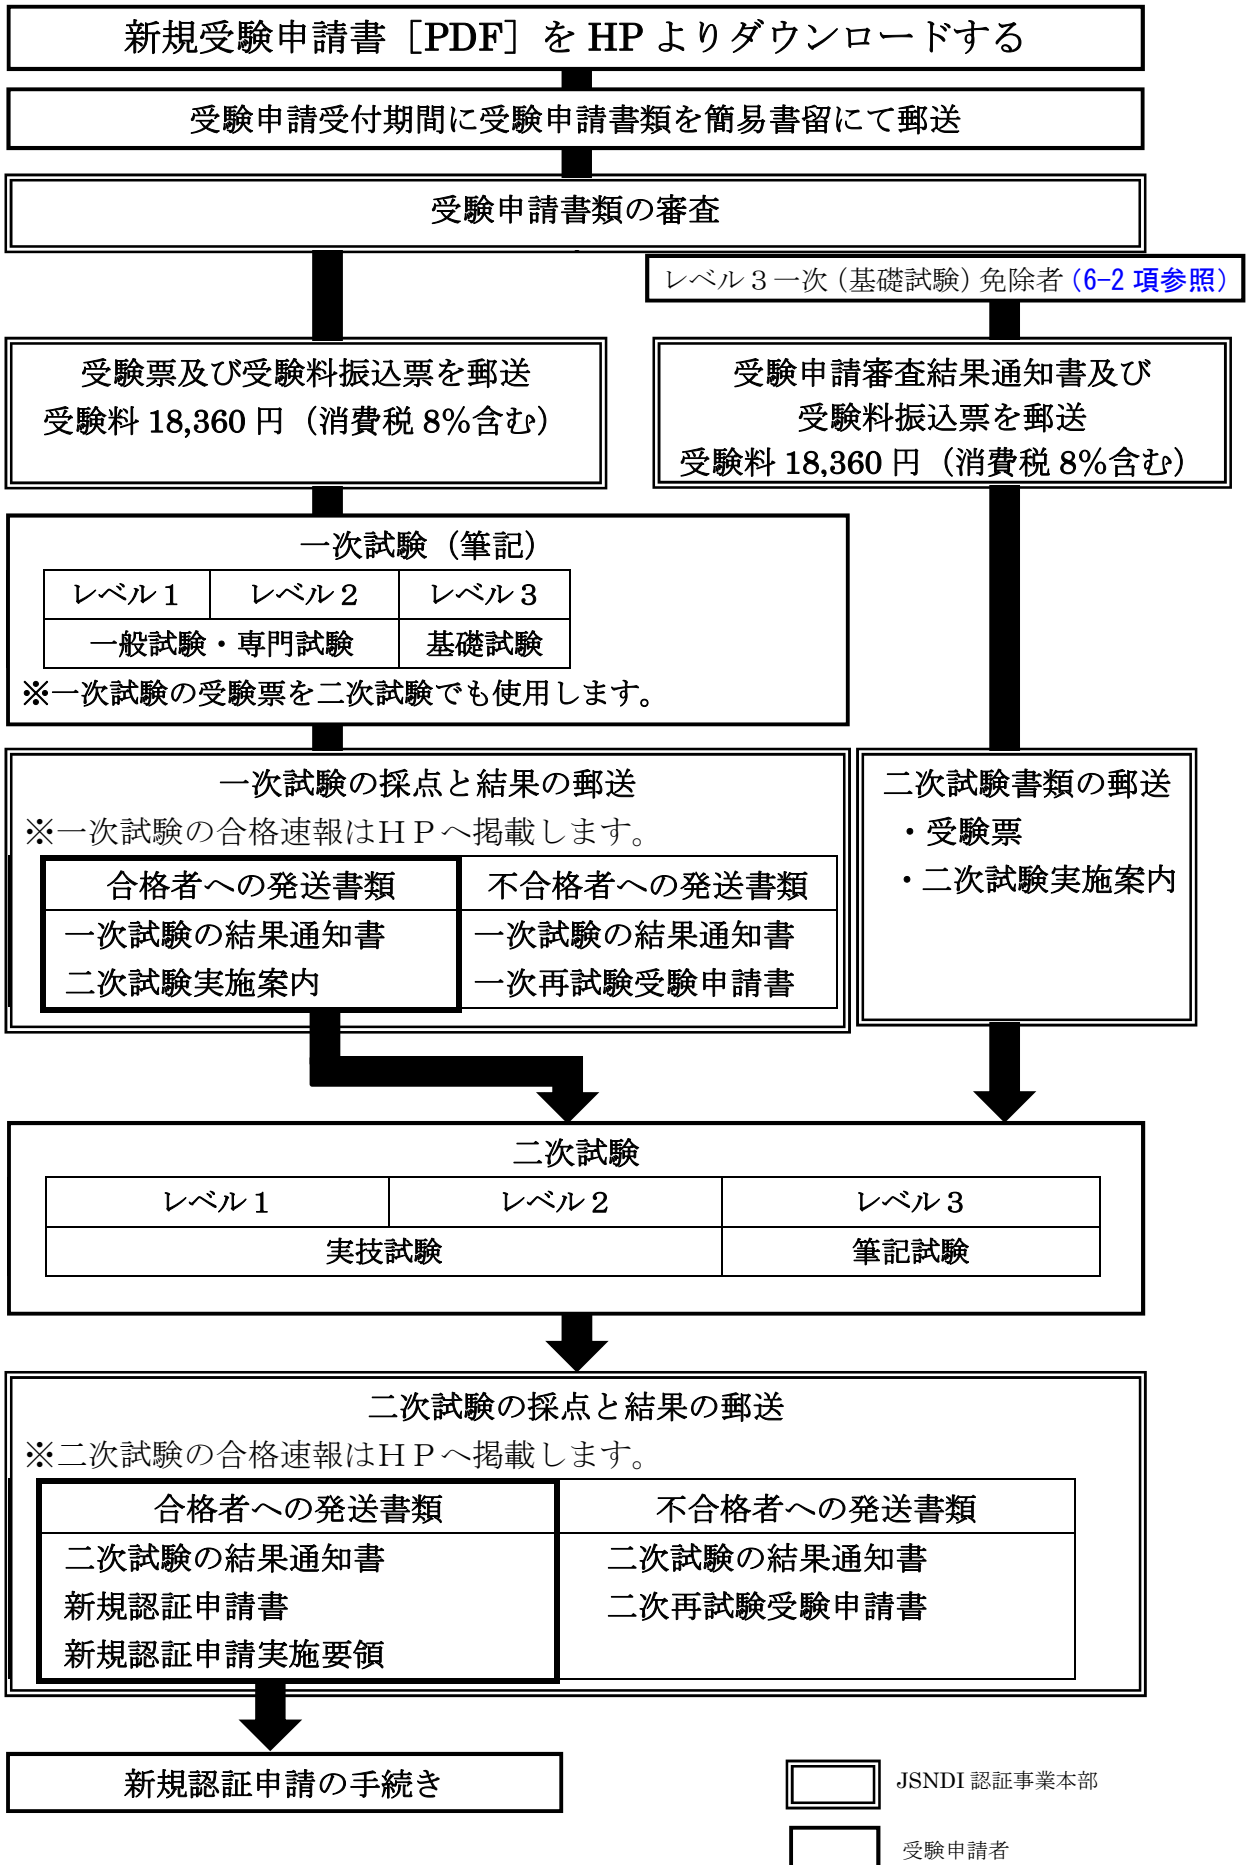 新規受験申請書［PDF］を HP よりダウンロードする
受験申請受付期間に受験申請書類を簡易書留にて郵送
受験申請書類の審査
レベル３一次（基礎試験）免除者（6-2 項参照）
受験票及び受験料振込票を郵送
受験料 18,360 円（消費税 8％含む）
受験申請審査結果通知書及び
受験料振込票を郵送
受験料 18,360 円（消費税 8％含む）
一次試験（筆記）
レベル１ レベル２ レベル３
一般試験・専門試験 基礎試験
※一次試験の受験票を二次試験でも使用します。
一次試験の採点と結果の郵送
※一次試験の合格速報はＨＰへ掲載します。
合格者への発送書類 不合格者への発送書類
一次試験の結果通知書 一次試験の結果通知書
二次試験実施案内 一次再試験受験申請書
二次試験書類の郵送
・受験票
・二次試験実施案内
二次試験
レベル１ レベル２ レベル３
実技試験 筆記試験
二次試験の採点と結果の郵送
※二次試験の合格速報はＨＰへ掲載します。
合格者への発送書類 不合格者への発送書類
二次試験の結果通知書 二次試験の結果通知書
新規認証申請書 二次再試験受験申請書
新規認証申請実施要領
新規認証申請の手続き
JSNDI 認証事業本部
受験申請者